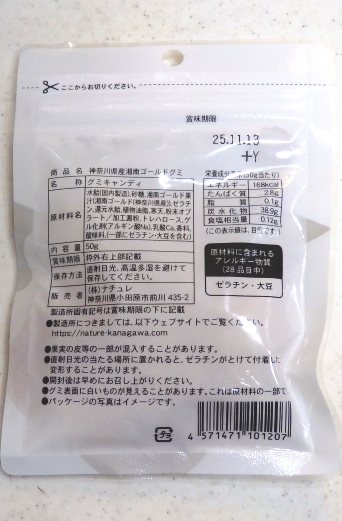 ここからお切りください。
賞味期限
25.11.13
+Y
商品名 神奈川県産湘南ゴールドグミ
名称 グミキャンディ
原材料名 水飴(国内製造)、砂糖、湘南ゴールド果
汁(湘南ゴールド(神奈川県産))、ゼラチ
ン、還元水飴、植物油脂、寒天、粉末オブ
ラート/加工澱粉、トレハロース、ゲ
ル化剤(アルギン酸Na)、乳酸Ca、香料、
酸味料、(一部にゼラチン・大豆を含む)
内容量 50g
賞味期限 枠外右上部記載
保存方法 直射日光、高温多湿を避けて
保存してください。
販売者 (株)ナチュレ
神奈川県小田原市前川 435-2
栄養成分表示(50g当たり)
エネルギー 168kcal
たんぱく質 2.8g
脂質 0.1g
炭水化物 38.9g
食塩相当量 0.12g
(この表示値は、目安です。)
原材料に含まれる
アレルギー物質
(28品目中)
ゼラチン・大豆
製造所固有記号は賞味期限の下に記載
●製造所につきましては、以下ウェブサイトでご覧ください。
https://nature-kanagawa.com
●果実の皮等の一部が混入することがあります。
●直射日光の当たる場所に置かれると、ゼラチンがとけて付着し
変形することがあります。
●開封後は早めにお召し上がりください。
●グミ表面に白いものが見えることがあります。これは原材料の一部で
●パッケージの写真はイメージです。
プラ
4 571471 101207